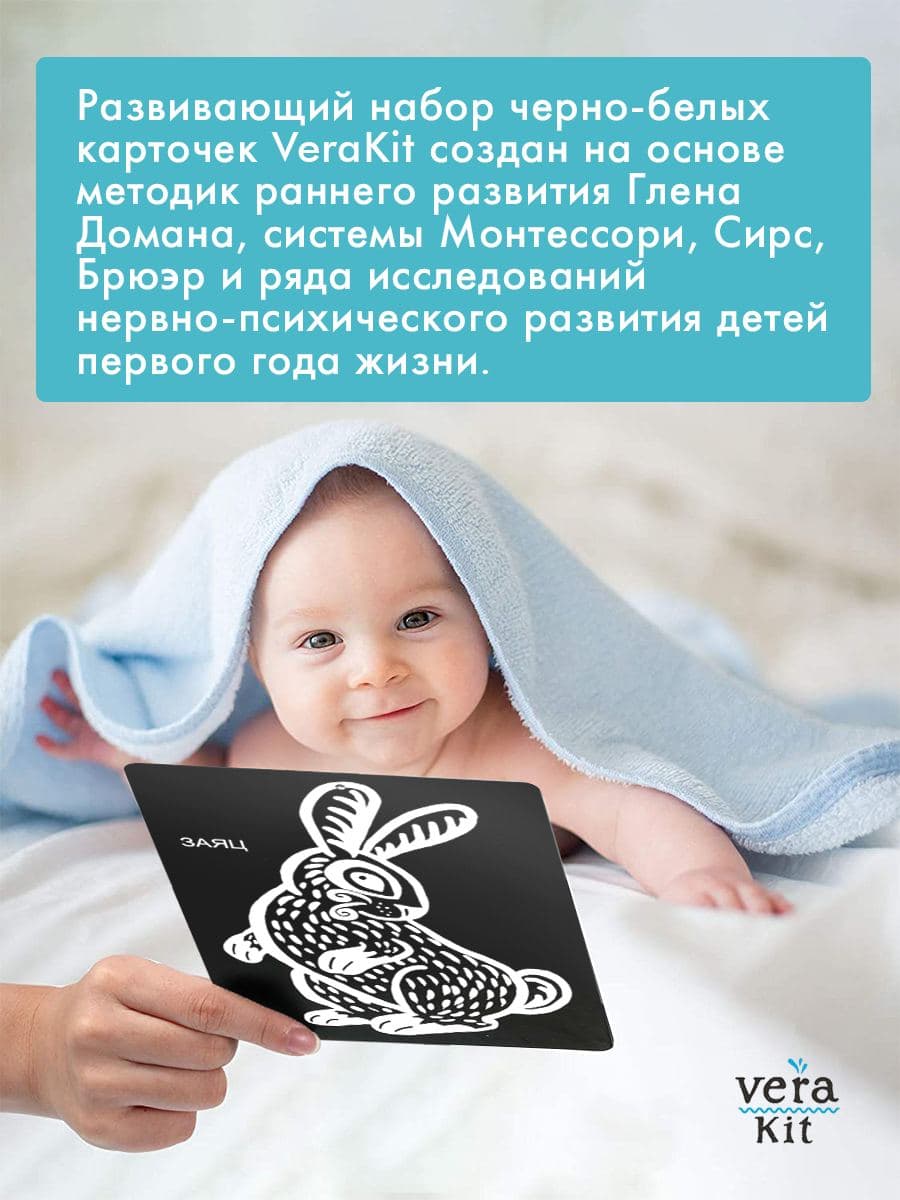 Развивающий набор черно-белых
карточек VeraKit создан на основе
методик раннего развития Глена
Домана, системы Монтессори, Сирс,
Брюэр и ряда исследований
нервно-психического развития детей
первого года жизни.
ЗАЯЦ
vera
Kit